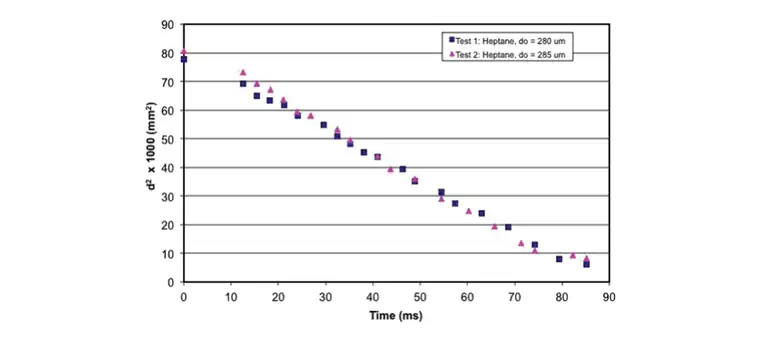 90
Test 1: Heptane, do = 280 um
80
Test 2: Heptane, do = 285 um
70
60
50
40
30
20
10
0
d² x 1000 (mm²)
0 10 20 30 40 50 60 70 80 90
Time (ms)